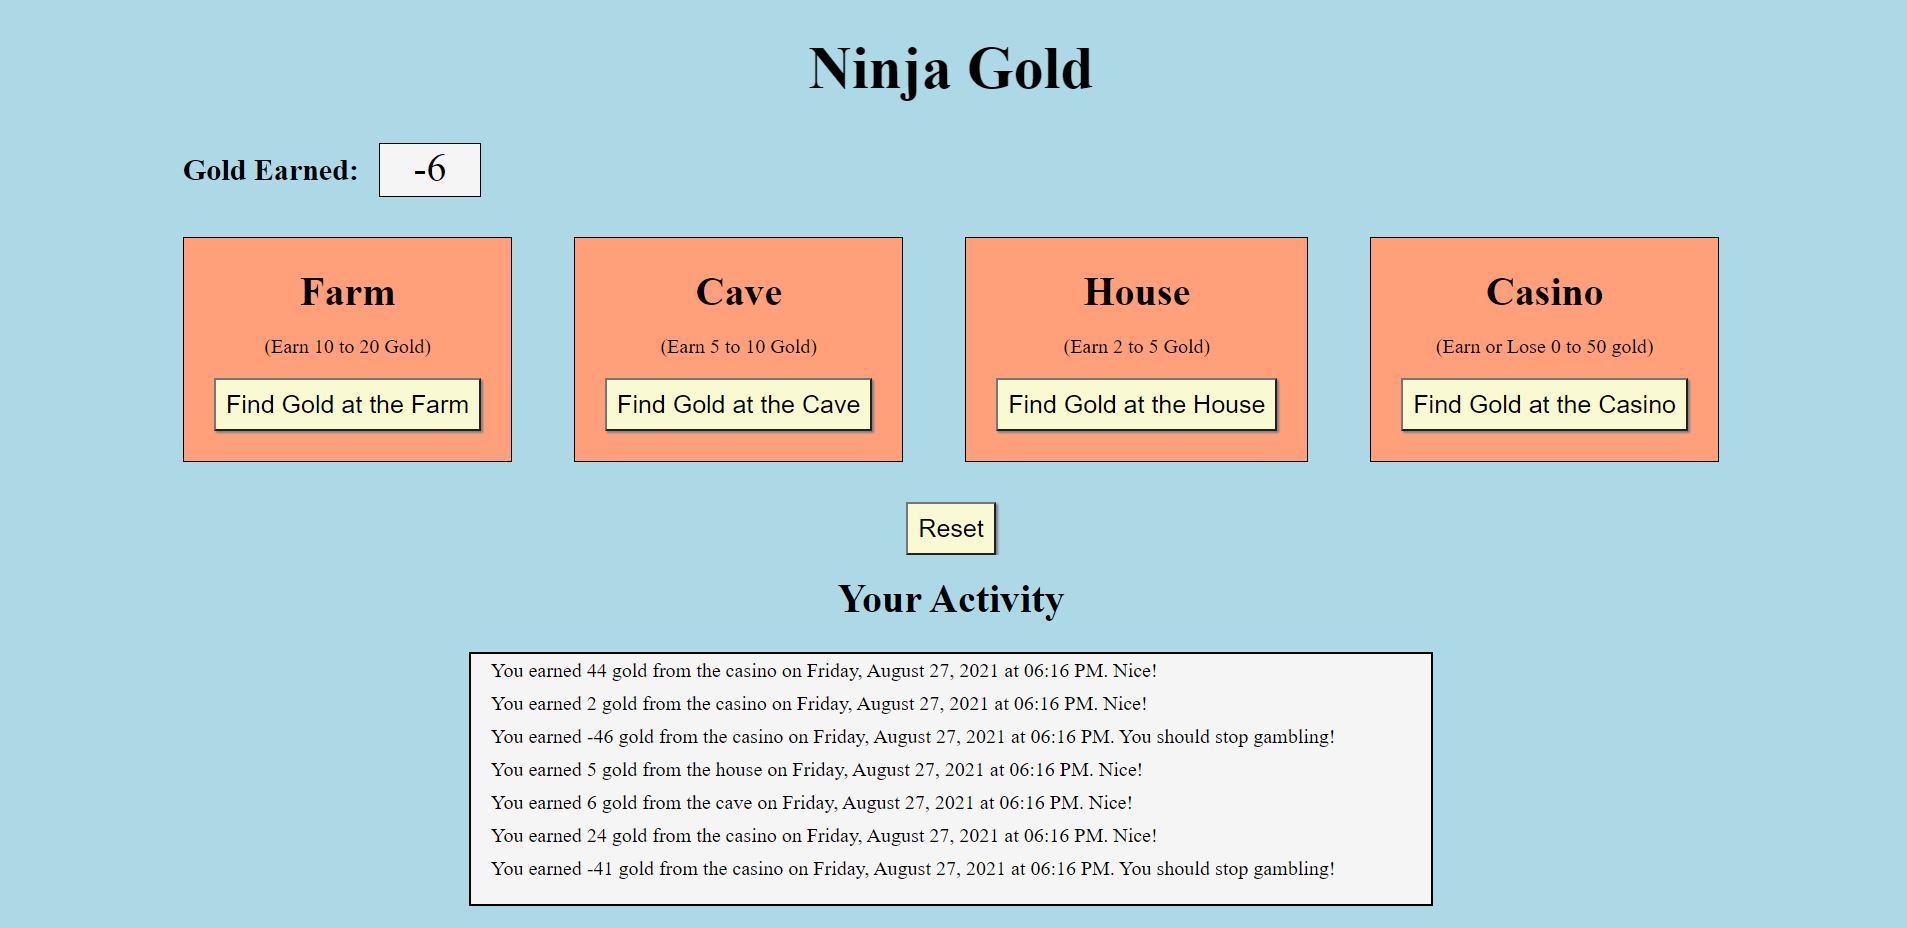 Ninja Gold
Gold Earned: -6
Farm
(Earn 10 to 20 Gold)
Find Gold at the Farm
Cave
(Earn 5 to 10 Gold)
Find Gold at the Cave
House
(Earn 2 to 5 Gold)
Find Gold at the House
Casino
(Earn or Lose 0 to 50 gold)
Find Gold at the Casino
Reset
Your Activity
You earned 44 gold from the casino on Friday, August 27, 2021 at 06:16 PM. Nice!
You earned 2 gold from the casino on Friday, August 27, 2021 at 06:16 PM. Nice!
You earned -46 gold from the casino on Friday, August 27, 2021 at 06:16 PM. You should stop gambling!
You earned 5 gold from the house on Friday, August 27, 2021 at 06:16 PM. Nice!
You earned 6 gold from the cave on Friday, August 27, 2021 at 06:16 PM. Nice!
You earned 24 gold from the casino on Friday, August 27, 2021 at 06:16 PM. Nice!
You earned -41 gold from the casino on Friday, August 27, 2021 at 06:16 PM. You should stop gambling!